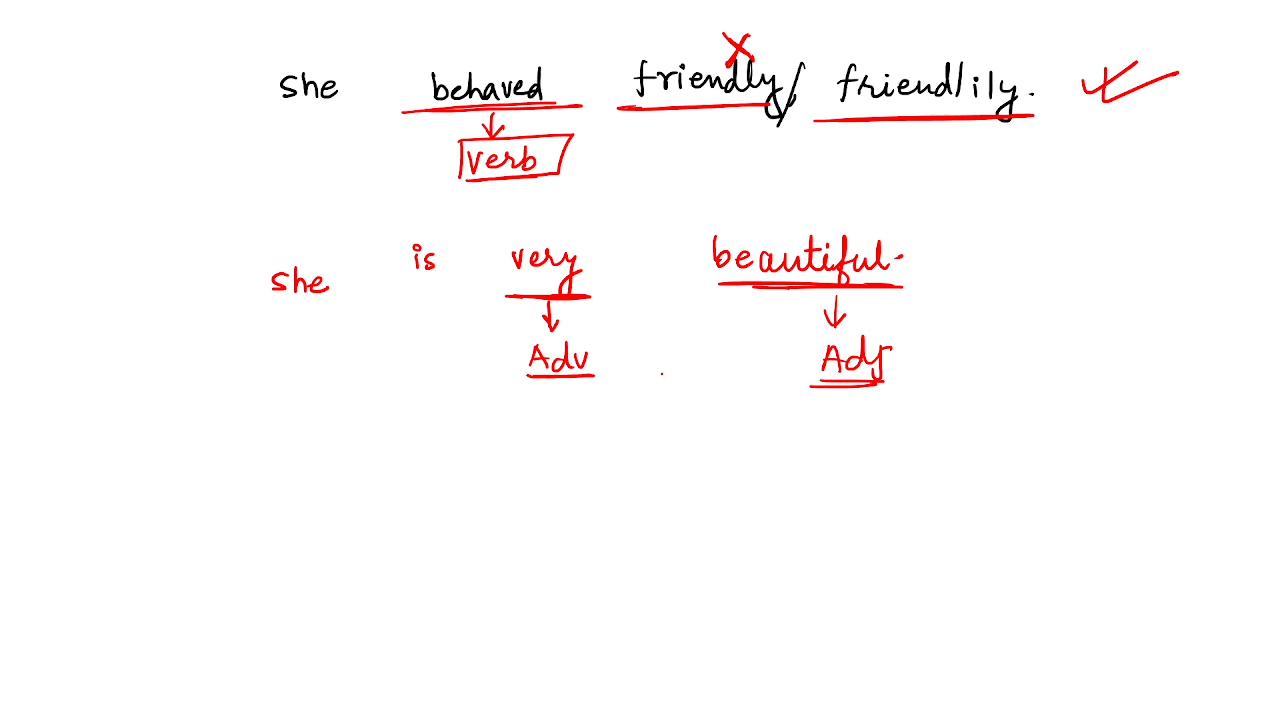 She behaved friendly/ friendlily.
verb
She is very beautiful.
Adv Adj